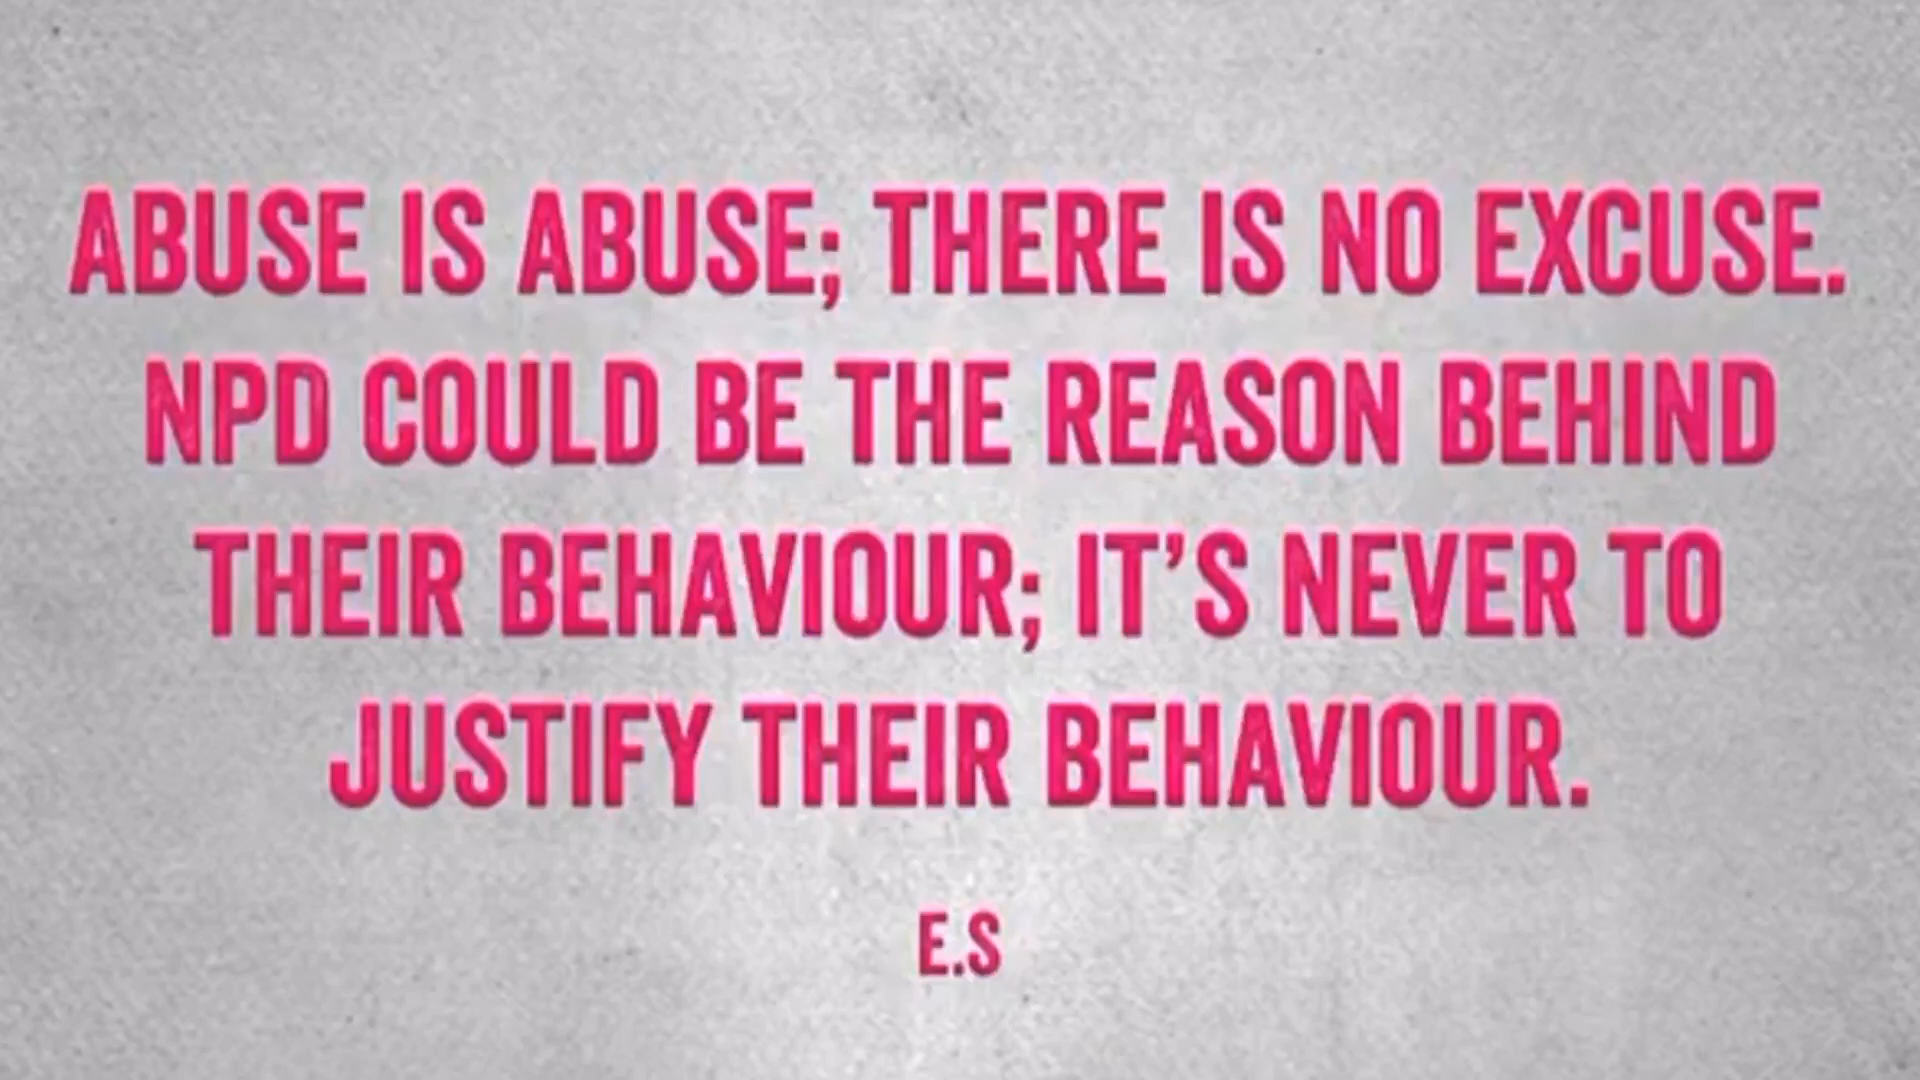 ABUSE IS ABUSE; THERE IS NO EXCUSE.
NPD COULD BE THE REASON BEHIND
THEIR BEHAVIOUR; IT'S NEVER TO
JUSTIFY THEIR BEHAVIOUR.
E.S